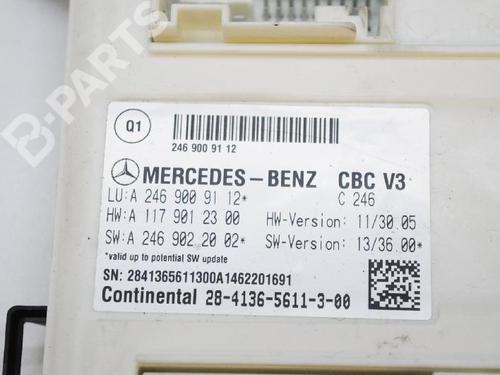 B-PARTS
Q1
246 900 91 12
MERCEDES-BENZ CBC V3
LU:A 246 900 91 12* C 246
HW:A 117 901 23 00 HW-Version: 11/30.05
SW:A 246 902 20 02* SW-Version: 13/36.00*
*valid up to potential SW update
SN: 2841365611300A1462201691
Continental 28-4136-5611-3-00